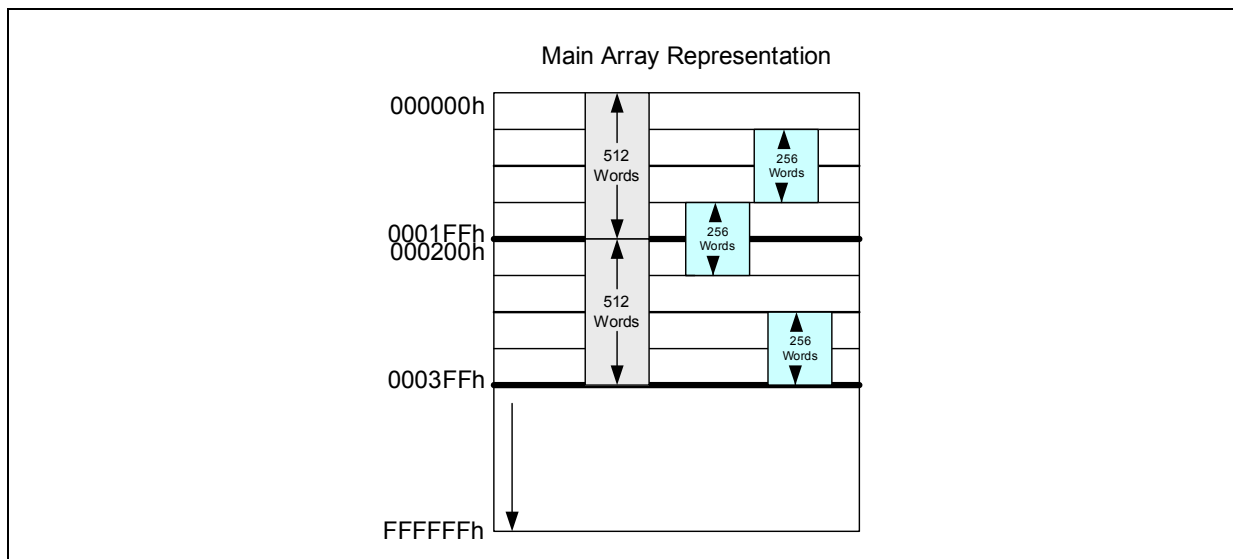 Main Array Representation
000000h
512
Words
256
Words
0001FFh
000200h
256
Words
512
Words
256
Words
0003FFh
FFFFFFh